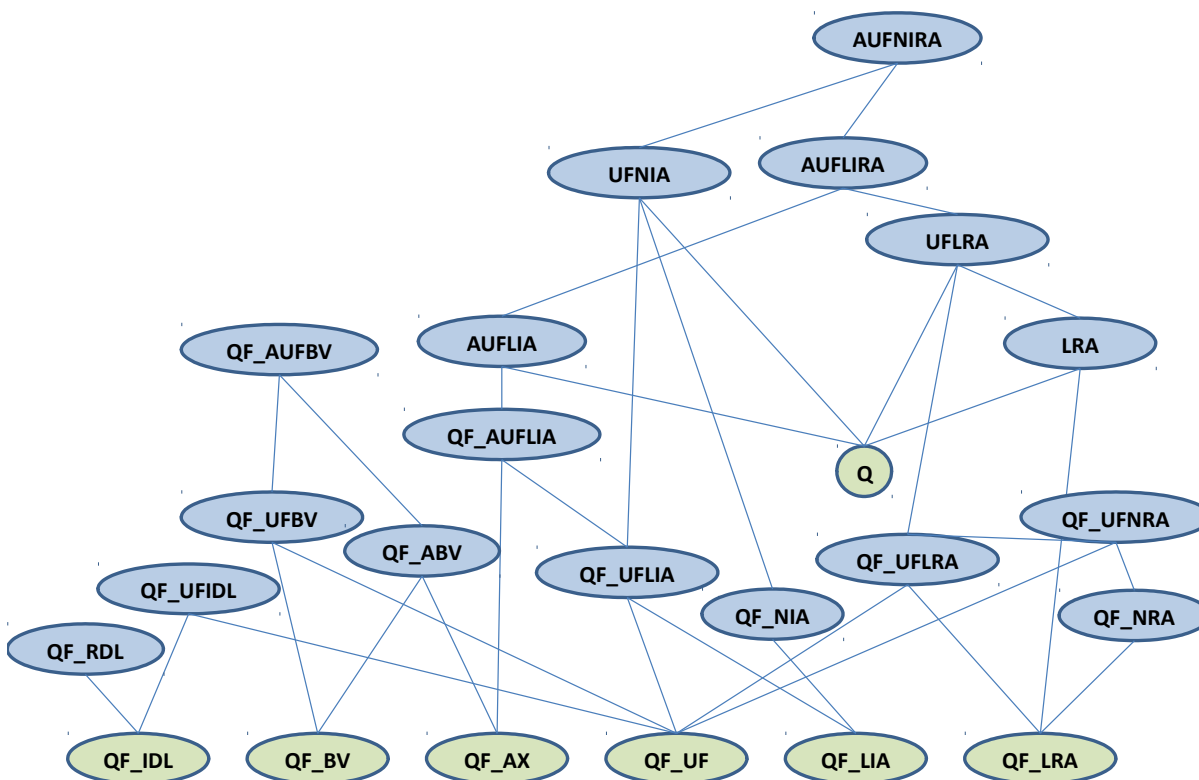 AUFNIRA
AUFLIRA
UFNIA
UFLRA
AUFLIA
LRA
QF_AUFBV
QF_AUFLIA
Q
QF_UFBV
QF_UFNRA
QF_ABV
QF_UFLRA
QF_UFLIA
QF_UFIDL
QF_NIA
QF_NRA
QF_RDL
QF_IDL
QF_BV
QF_AX
QF_UF
QF_LIA
QF_LRA